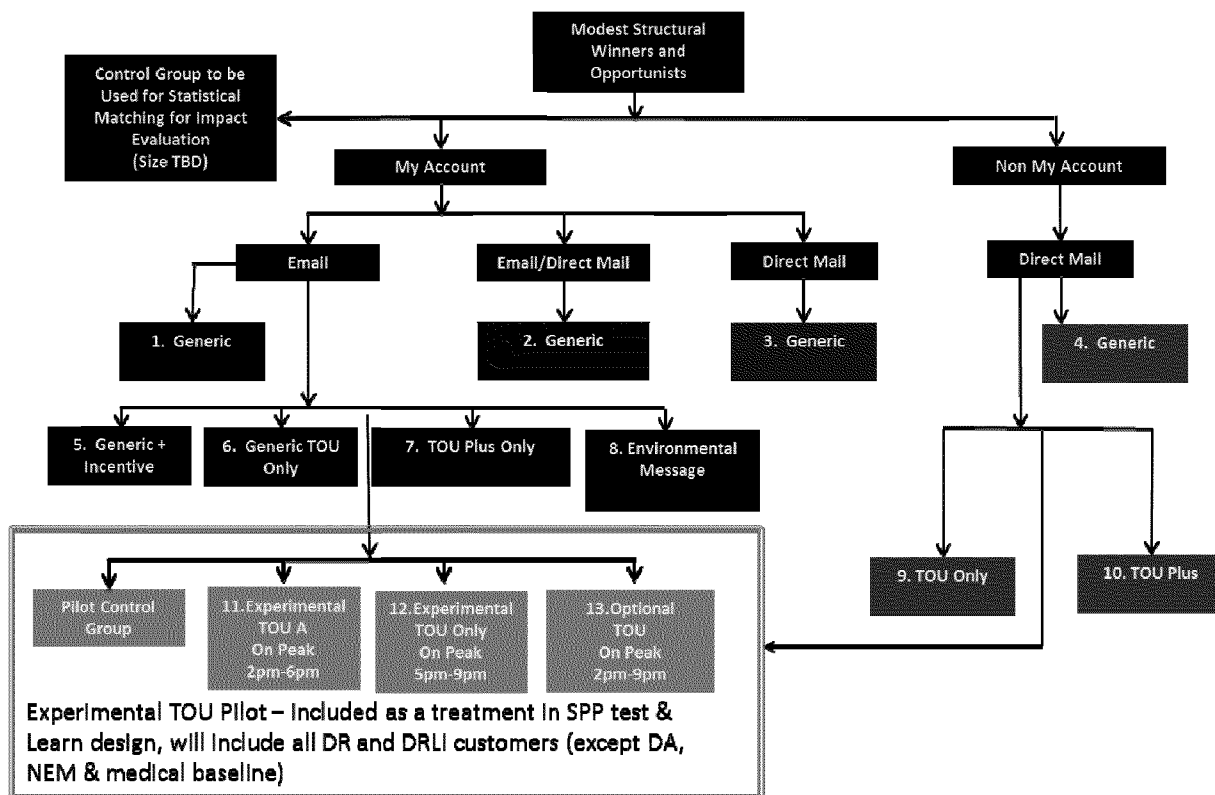 Modest Structural
Winners and
Opportunists
Control Group to be
Used for Statistical
Matching for Impact
Evaluation
(Size TBD)
My Account
Non My Account
Email
Email/Direct Mail
Direct Mail
Direct Mail
1. Generic
2. Generic
3. Generic
4. Generic
5. Generic +
Incentive
6. Generic TOU
Only
7. TOU Plus Only
8. Environmental
Message
9. TOU Only
10. TOU Plus
Pilot Control
Group
11.Experimental
TOU A
On Peak
2pm-6pm
12.Experimental
TOU Only
On Peak
5pm-9pm
13.Optional
TOU
On Peak
2pm-9pm
Experimental TOU Pilot – included as a treatment in SPP test &
Learn design, will include all DR and DRLI customers (except DA,
NEM & medical baseline)